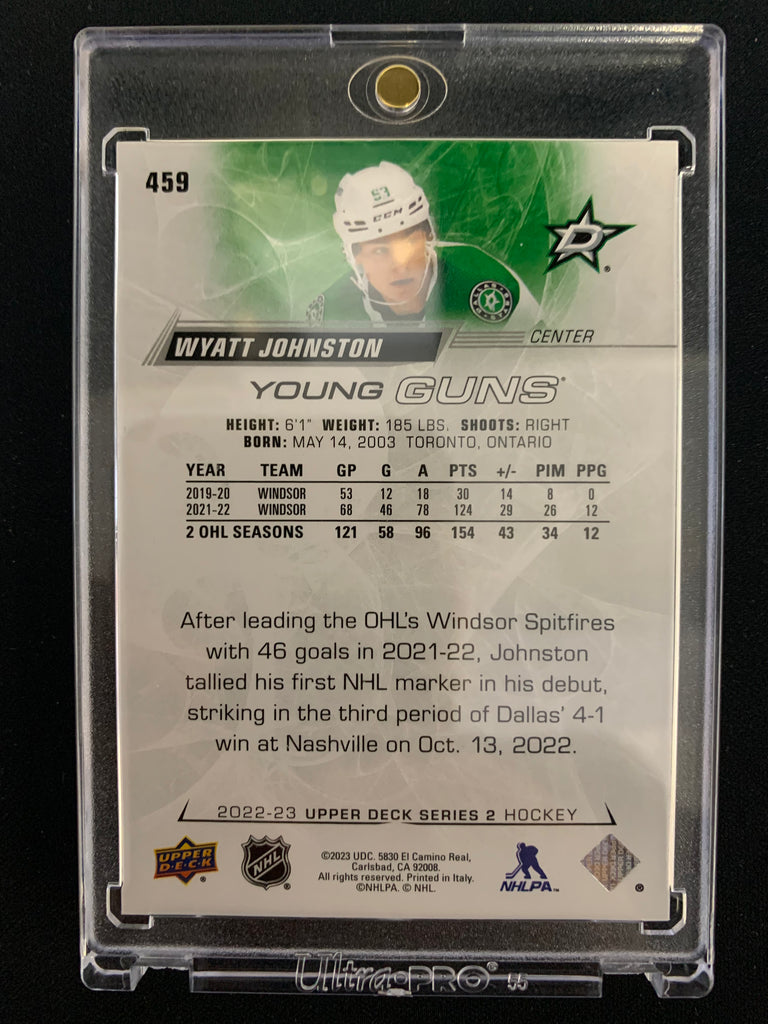 459
53
CCM
D
DALLAS STARS
WYATT JOHNSTON
CENTER
YOUNG GUNS®
HEIGHT: 6'1" WEIGHT: 185 LBS. SHOOTS: RIGHT
BORN: MAY 14, 2003 TORONTO, ONTARIO
YEAR TEAM GP G A PTS +/- PIM PPG
2019-20 WINDSOR 53 12 18 30 14 8 0
2021-22 WINDSOR 68 46 78 124 29 26 12
2 OHL SEASONS 121 58 96 154 43 34 12
After leading the OHL's Windsor Spitfires
with 46 goals in 2021-22, Johnston
tallied his first NHL marker in his debut,
striking in the third period of Dallas' 4-1
win at Nashville on Oct. 13, 2022.
2022-23 UPPER DECK SERIES 2 HOCKEY
UPPER DECK®
NHL®
©2023 UDC. 5830 El Camino Real,
Carlsbad, CA 92008.
All rights reserved. Printed in Italy.
©NHLPA. © NHL.
NHLPA™
®
Ultra•PRO® 55